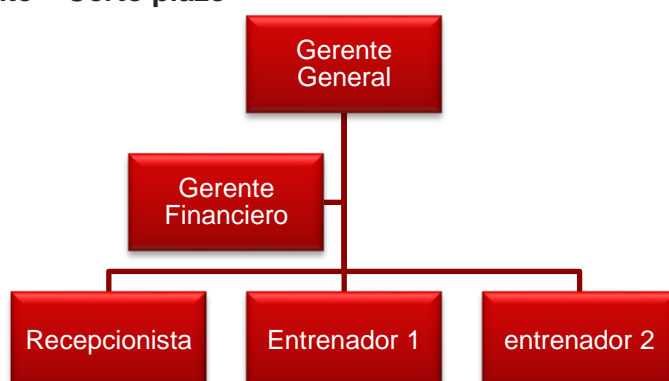 Corto plazo
Gerente
General
Gerente
Financiero
Recepcionista
Entrenador 1
entrenador 2